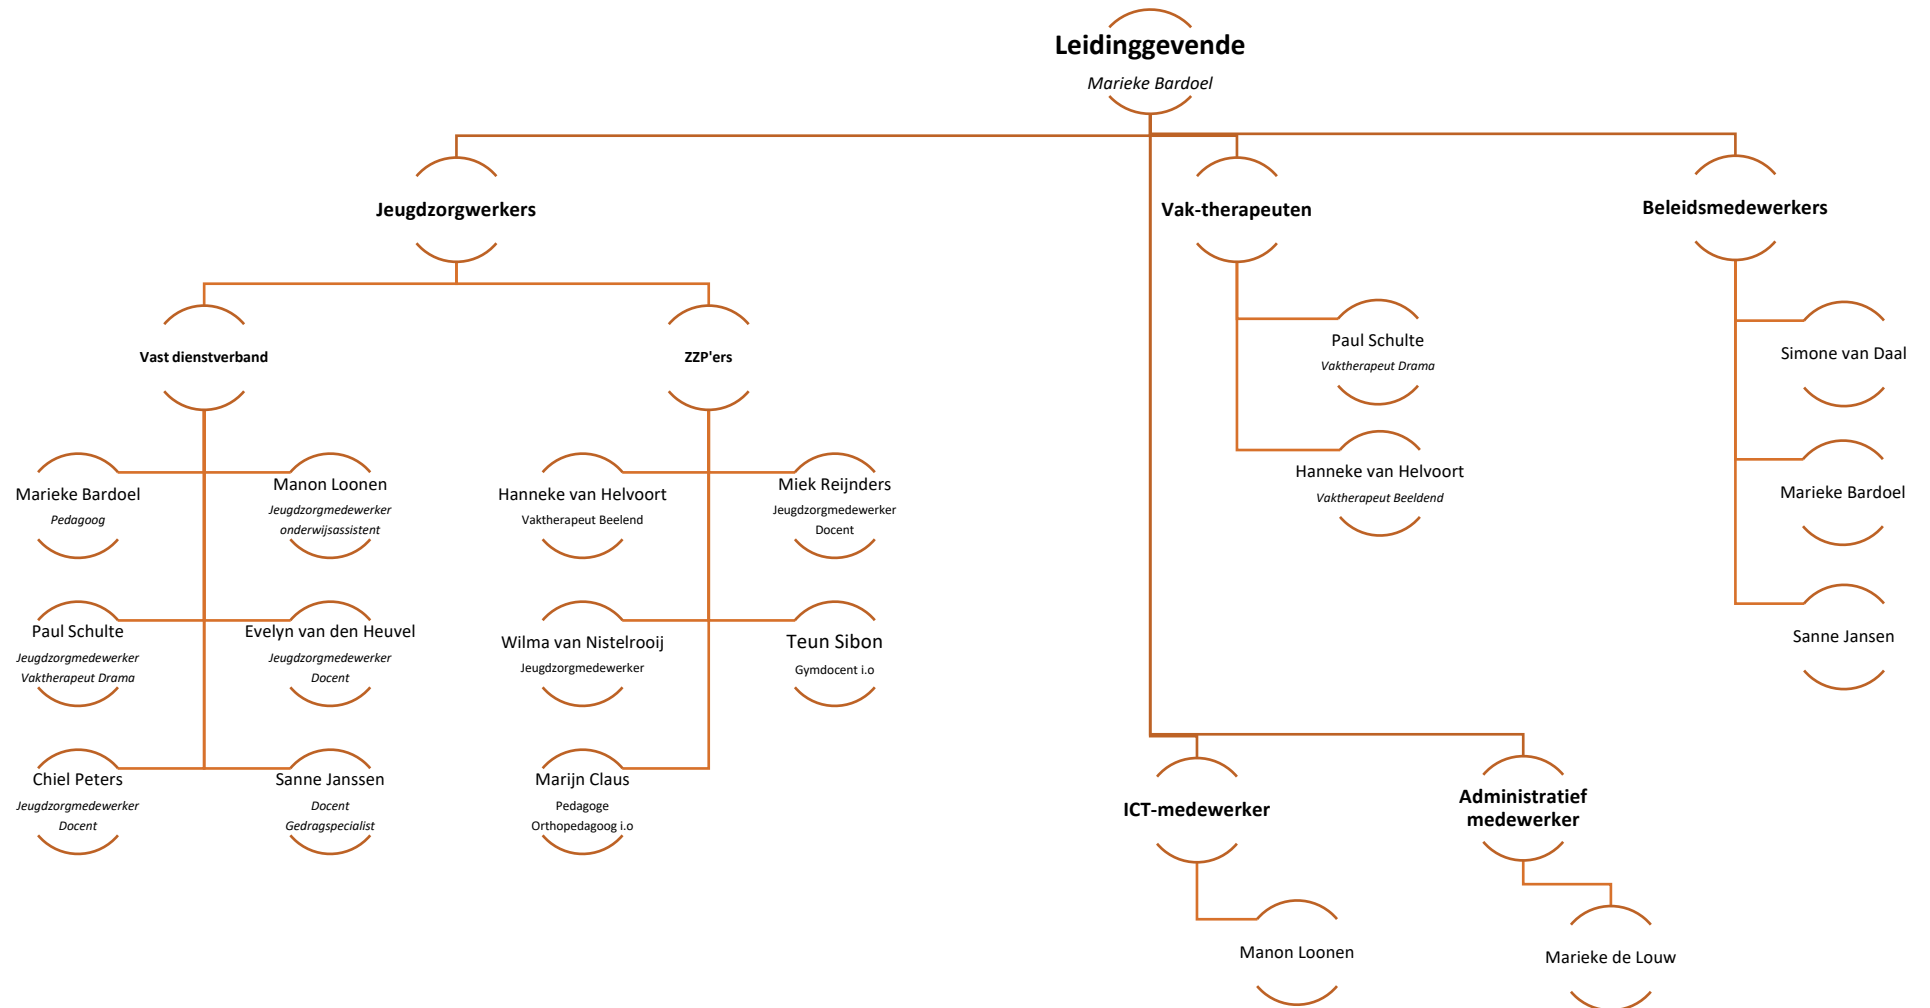 Leidinggevende
Marieke Bardoel
Jeugdzorgwerkers
Vak-therapeuten
Beleidsmedewerkers
Vast dienstverband
ZZP'ers
Marieke Bardoel
Pedagoog
Manon Loonen
Jeugdzorgmedewerker
onderwijsassistent
Paul Schulte
Jeugdzorgmedewerker
Vaktherapeut Drama
Evelyn van den Heuvel
Jeugdzorgmedewerker
Docent
Chiel Peters
Jeugdzorgmedewerker
Docent
Sanne Janssen
Docent
Gedragspecialist
Hanneke van Helvoort
Vaktherapeut Beelend
Miek Reijnders
Jeugdzorgmedewerker
Docent
Wilma van Nistelrooij
Jeugdzorgmedewerker
Teun Sibon
Gymdocent i.o
Marijn Claus
Pedagoge
Orthopedagoog i.o
Paul Schulte
Vaktherapeut Drama
Hanneke van Helvoort
Vaktherapeut Beeldend
Simone van Daal
Marieke Bardoel
Sanne Jansen
ICT-medewerker
Manon Loonen
Administratief
medewerker
Marieke de Louw